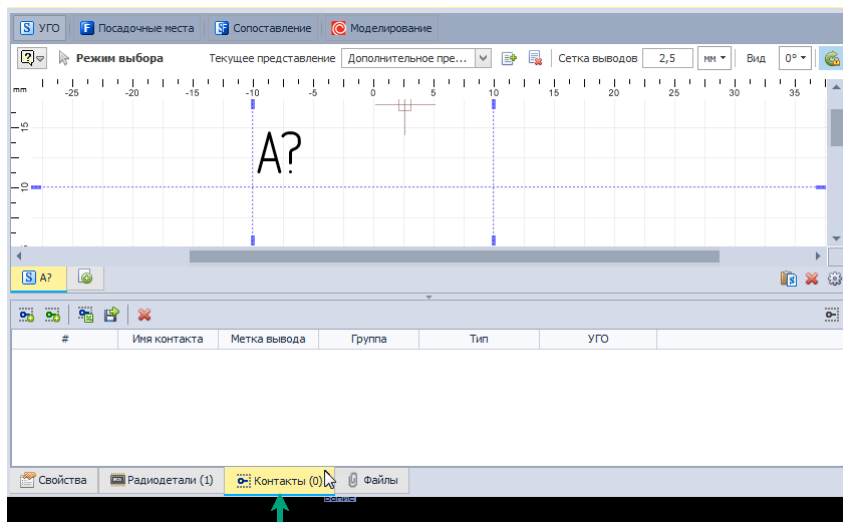 S УГО F Посадочные места SF Сопоставление Моделирование
Режим выбора Текущее представление Дополнительное пре... Сетка выводов 2,5 мм Вид 0°
mm -25 -20 -15 -10 -5 0 5 10 15 20 25 30 35
15
A?
10
S A?
# Имя контакта Метка вывода Группа Тип УГО
Свойства Радиодетали (1) Контакты (0) Файлы